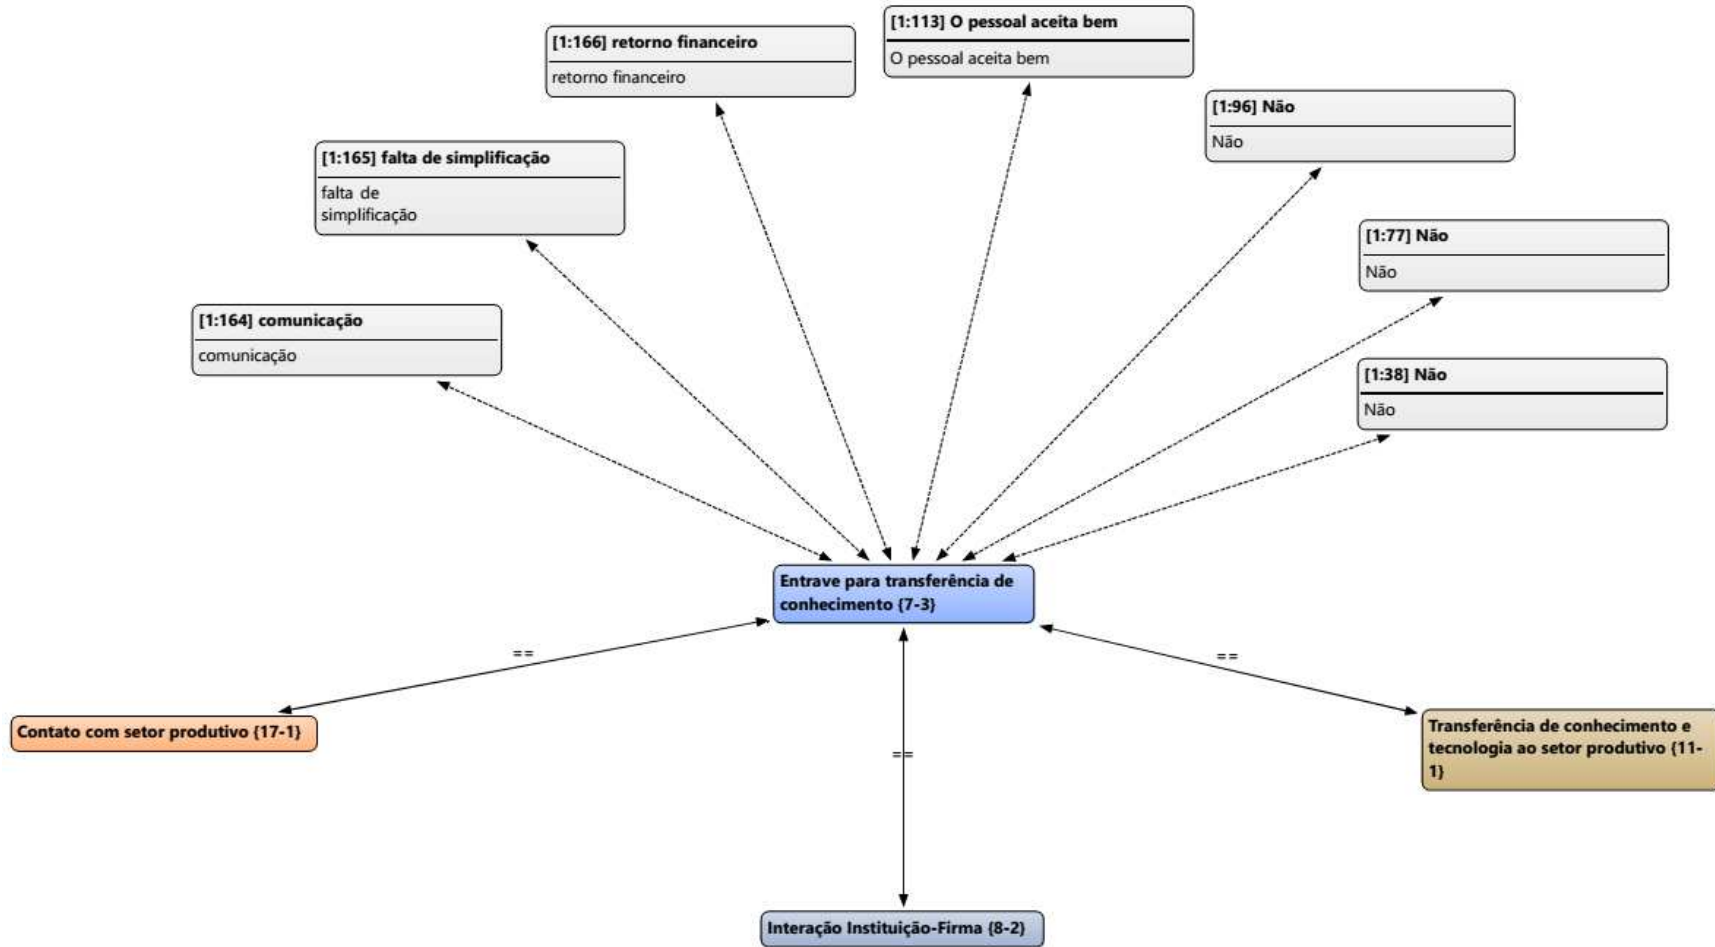 [1:113] O pessoal aceita bem
O pessoal aceita bem
[1:166] retorno financeiro
retorno financeiro
[1:96] Não
Não
[1:165] falta de simplificação
falta de
simplificação
[1:77] Não
Não
[1:164] comunicação
comunicação
[1:38] Não
Não
Entrave para transferência de
conhecimento {7-3}
==
==
Contato com setor produtivo {17-1}
Transferência de conhecimento e
tecnologia ao setor produtivo {11-
1}
==
Interação Instituição-Firma {8-2}